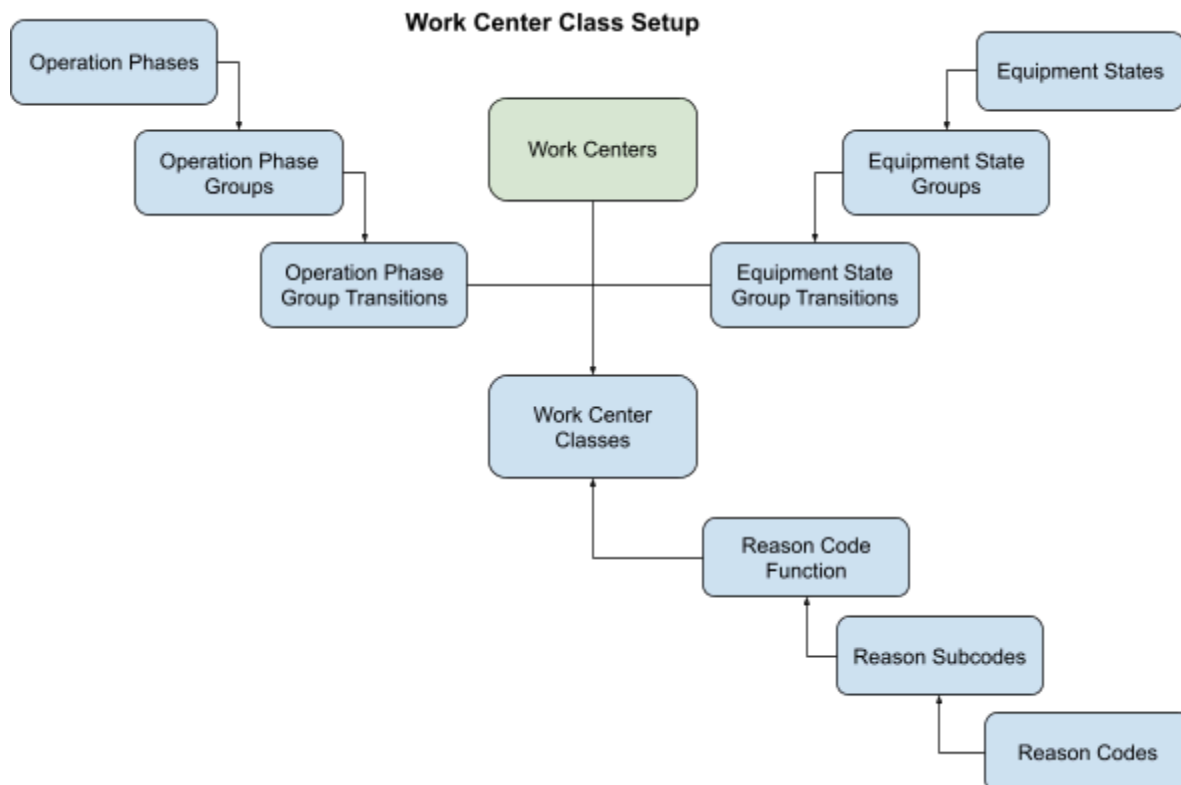 Work Center Class Setup
Operation Phases
Equipment States
Work Centers
Operation Phase
Groups
Equipment State
Groups
Operation Phase
Group Transitions
Equipment State
Group Transitions
Work Center
Classes
Reason Code
Function
Reason Subcodes
Reason Codes